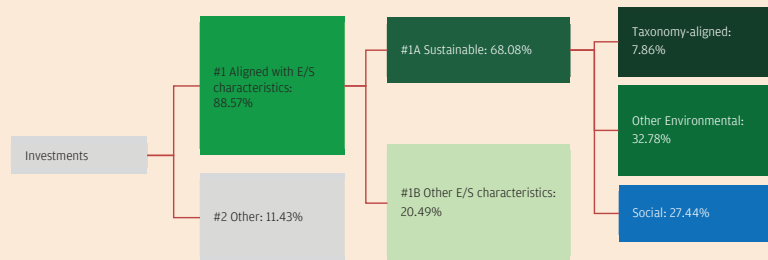 Investments
#1 Aligned with E/S
characteristics:
88.57%
#2 Other: 11.43%
#1A Sustainable: 68.08%
#1B Other E/S characteristics:
20.49%
Taxonomy-aligned:
7.86%
Other Environmental:
32.78%
Social: 27.44%